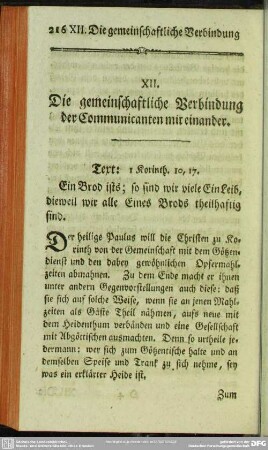 216 XII. Die gemeinschaftliche Verbindung
XII.
Die gemeinschaftliche Verbindung
der Communicanten mit einander.
Text: 1 Korinth. 10, 17.
Ein Brod ists; so sind wir viele Ein Leib,
dieweil wir alle Eines Brods theilhaftig
sind.
Der heilige Paulus will die Christen zu Ko-
rinth von der Gemeinschaft mit dem Götzen-
dienst und den dabey gewöhnlichen Opfermahl-
zeiten abmahnen. Zu dem Ende macht er ihnen
unter andern Gegenvorstellungen auch diese: daß
sie sich auf solche Weise, wenn sie an jenen Mahl-
zeiten als Gäste Theil nähmen, aufs neue mit
dem Heidenthum verbänden und eine Gesellschaft
mit Abgöttischen ausmachten. Denn so urtheile je-
dermann: wer sich zum Götzentische halte und an
demselben Speise und Trank zu sich nehme, sey
was ein erklärter Heide ist.
Zum
DFG